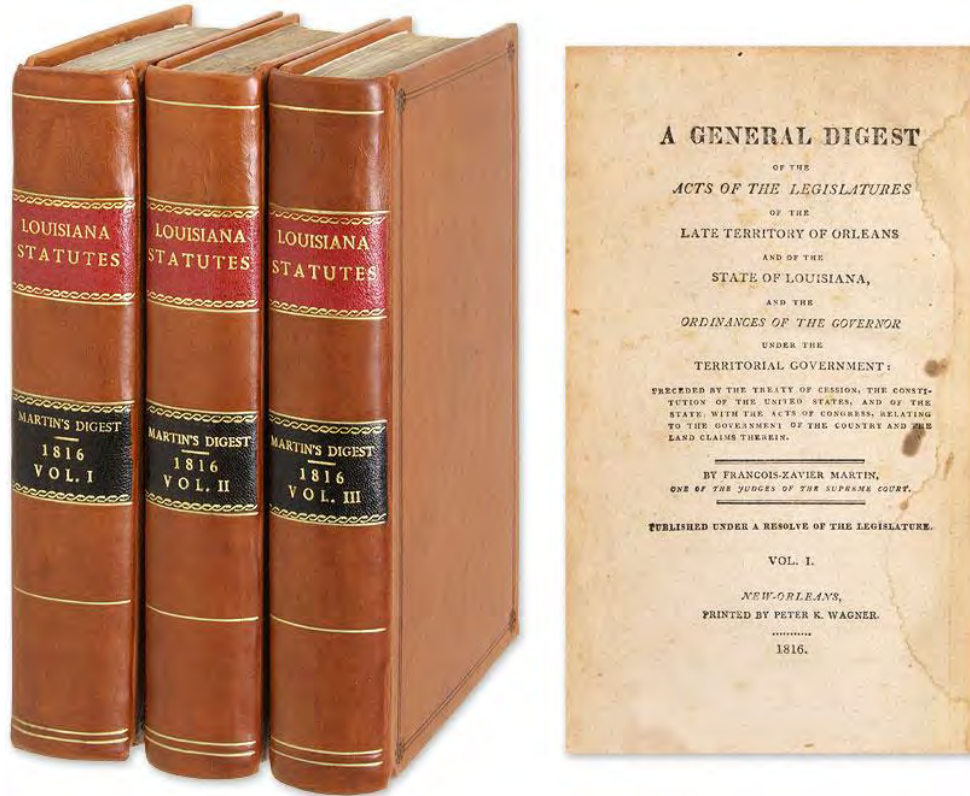 LOUISIANA
STATUTES
MARTIN'S DIGEST
1816
VOL. I
LOUISIANA
STATUTES
MARTIN'S DIGEST
1816
VOL. II
LOUISIANA
STATUTES
MARTIN'S DIGEST
1816
VOL. III
A GENERAL DIGEST
OF THE
ACTS OF THE LEGISLATURES
OF THE
LATE TERRITORY OF ORLEANS
AND OF THE
STATE OF LOUISIANA,
AND THE
ORDINANCES OF THE GOVERNOR
UNDER THE
TERRITORIAL GOVERNMENT:
PRECEDED BY THE TREATY OF CESSION, THE CONSTI-
TUTION OF THE UNITED STATES, AND OF THE
STATE, WITH THE ACTS OF CONGRESS, RELATING
TO THE GOVERNMENT OF THE COUNTRY AND THE
LAND CLAIMS THEREIN.
BY FRANCOIS-XAVIER MARTIN,
ONE OF THE JUDGES OF THE SUPREME COURT.
PUBLISHED UNDER A RESOLVE OF THE LEGISLATURE.
VOL. I.
NEW-ORLEANS,
PRINTED BY PETER K. WAGNER.
1816.